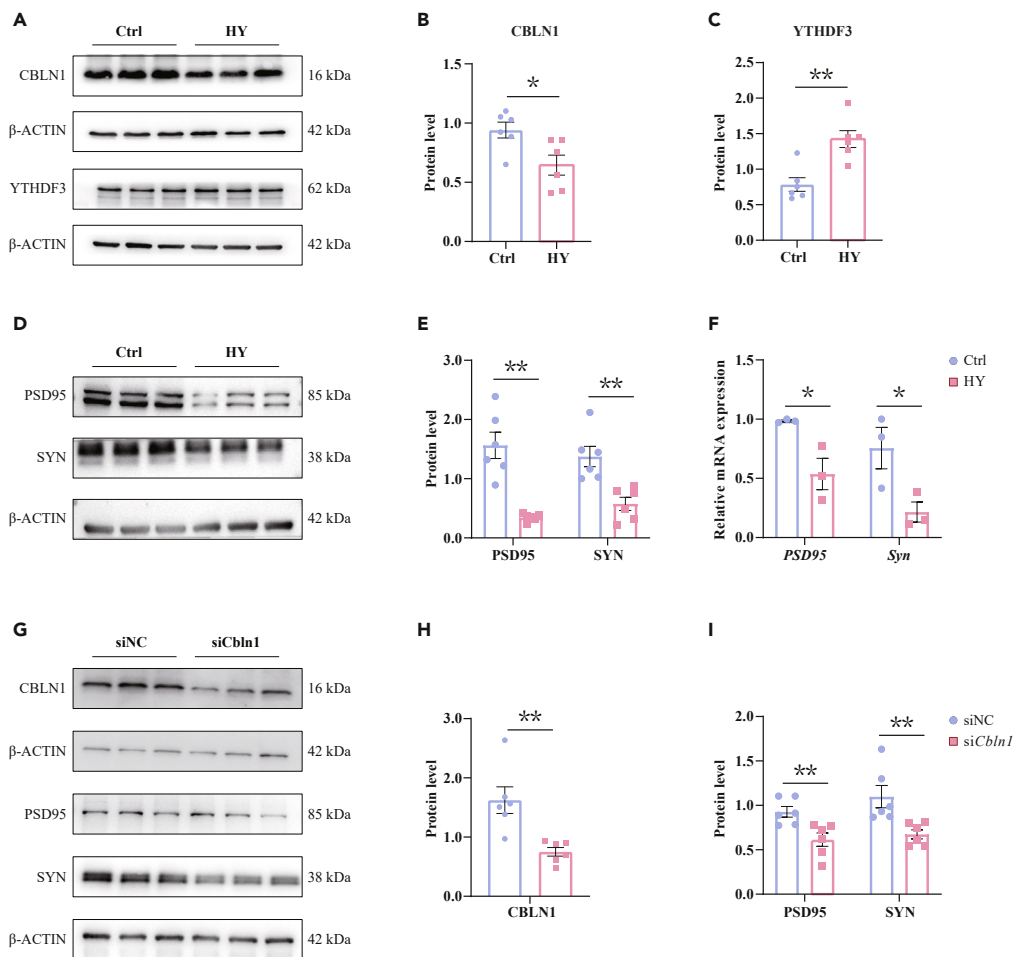 A
Ctrl HY
CBLN1 16 kDa
β-ACTIN 42 kDa
YTHDF3 62 kDa
β-ACTIN 42 kDa
B
CBLN1
*
Protein level
1.5
1.0
0.5
0.0
Ctrl HY
C
YTHDF3
**
Protein level
2.5
2.0
1.5
1.0
0.5
0.0
Ctrl HY
D
Ctrl HY
PSD95 85 kDa
SYN 38 kDa
β-ACTIN 42 kDa
E
** **
Protein level
3.0
2.0
1.0
0.0
PSD95 SYN
F
* *
Relative mRNA expression
1.5
1.0
0.5
0.0
PSD95 Syn
Ctrl
HY
G
siNC siCbln1
CBLN1 16 kDa
β-ACTIN 42 kDa
PSD95 85 kDa
SYN 38 kDa
β-ACTIN 42 kDa
H
**
Protein level
3.0
2.0
1.0
0.0
CBLN1
I
** **
Protein level
2.0
1.5
1.0
0.5
0.0
PSD95 SYN
siNC
siCbln1